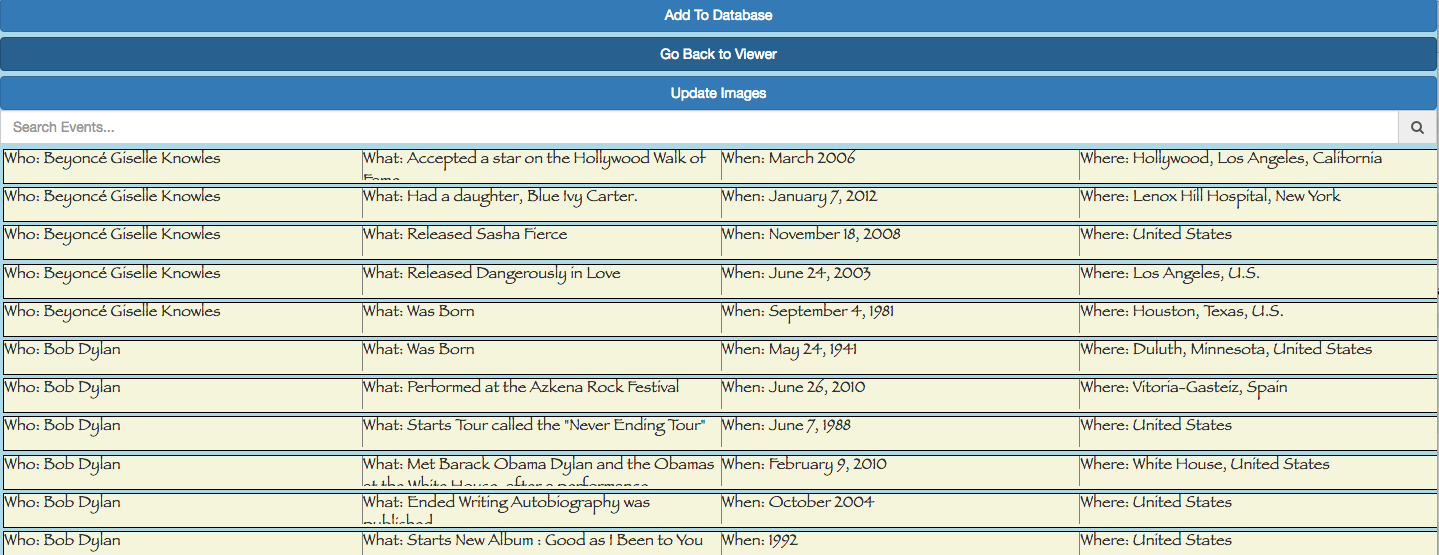 Add To Database
Go Back to Viewer
Update Images
Search Events...
Who: Beyoncé Giselle Knowles What: Accepted a star on the Hollywood Walk of When: March 2006 Where: Hollywood, Los Angeles, California
Fame
Who: Beyoncé Giselle Knowles What: Had a daughter, Blue Ivy Carter. When: January 7, 2012 Where: Lenox Hill Hospital, New York
Who: Beyoncé Giselle Knowles What: Released Sasha Fierce When: November 18, 2008 Where: United States
Who: Beyoncé Giselle Knowles What: Released Dangerously in Love When: June 24, 2003 Where: Los Angeles, U.S.
Who: Beyoncé Giselle Knowles What: Was Born When: September 4, 1981 Where: Houston, Texas, U.S.
Who: Bob Dylan What: Was Born When: May 24, 1941 Where: Duluth, Minnesota, United States
Who: Bob Dylan What: Performed at the Azkena Rock Festival When: June 26, 2010 Where: Vitoria-Gasteiz, Spain
Who: Bob Dylan What: Starts Tour called the "Never Ending Tour" When: June 7, 1988 Where: United States
Who: Bob Dylan What: Met Barack Obama Dylan and the Obamas When: February 9, 2010 Where: White House, United States
at the White House, after a performance
Who: Bob Dylan What: Ended Writing Autobiography was When: October 2004 Where: United States
published
Who: Bob Dylan What: Starts New Album : Good as I Been to You When: 1992 Where: United States